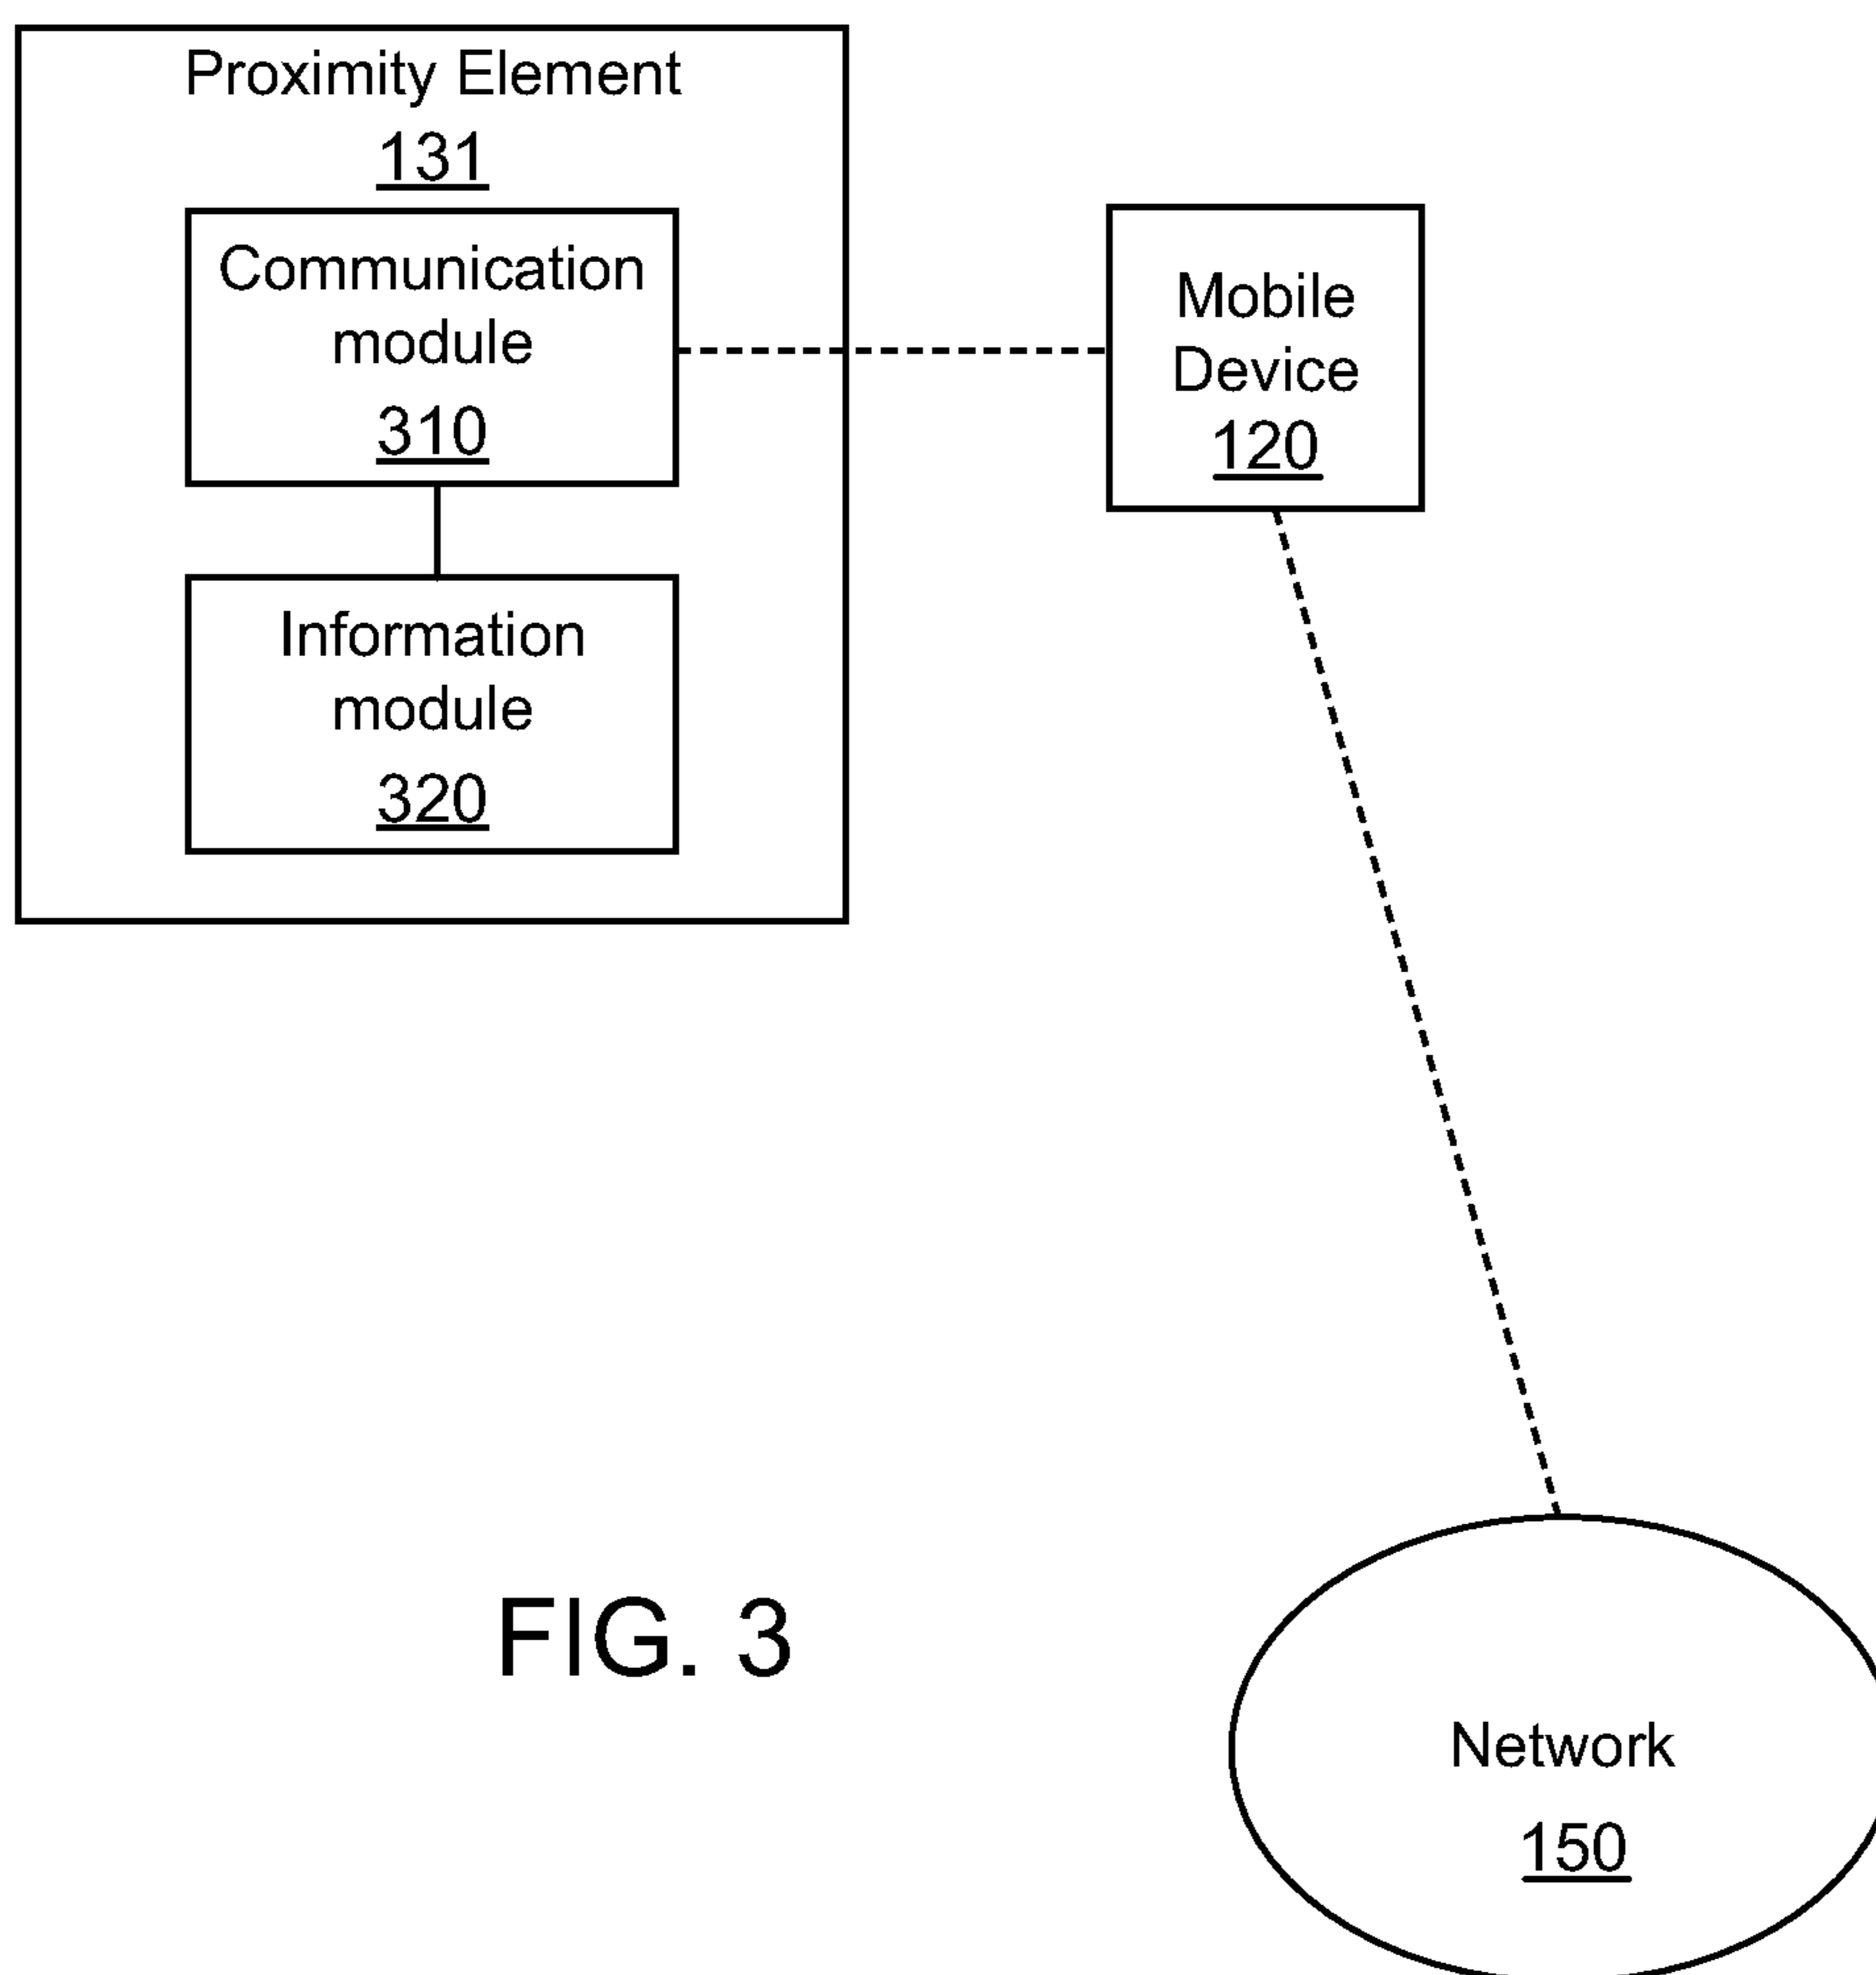 Proximity Element
131
Communication
module
310
Information
module
320
Mobile
Device
120
FIG. 3
Network
150